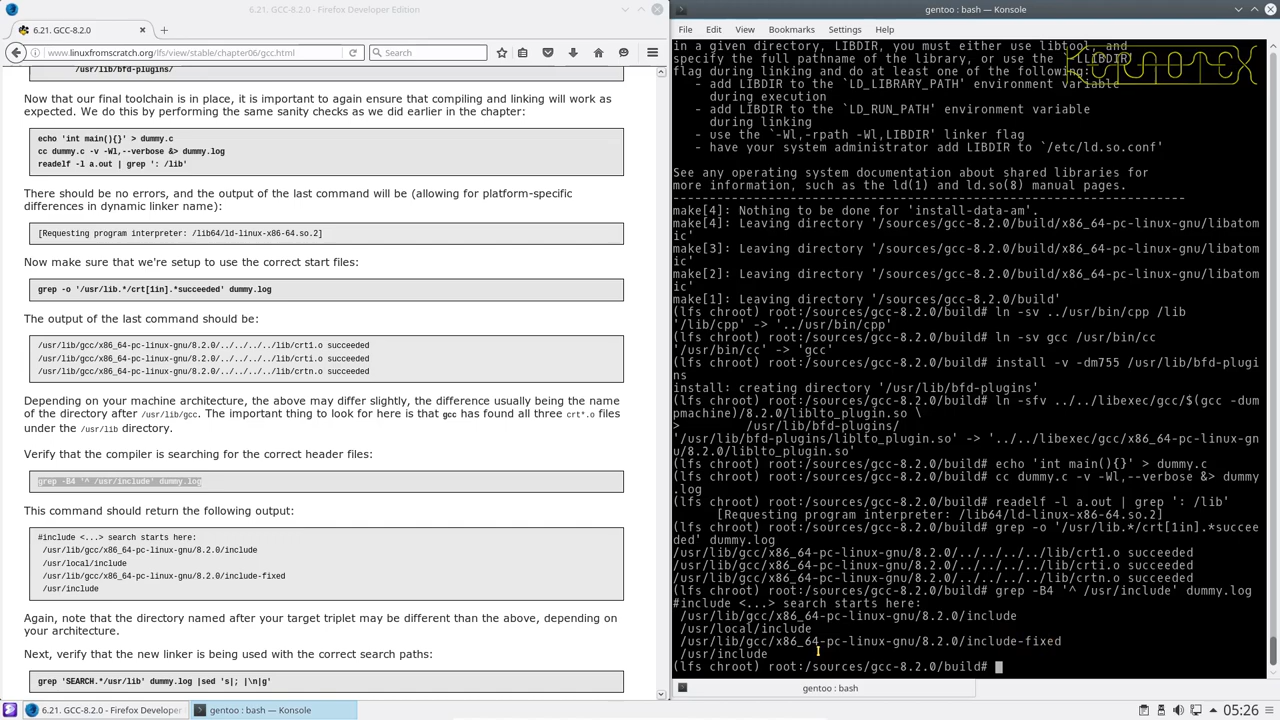 6.21. GCC-8.2.0 - Firefox Developer Edition
6.21. GCC-8.2.0
www.linuxfromscratch.org/lfs/view/stable/chapter06/gcc.html
Search
/usr/lib/bfd-plugins/
Now that our final toolchain is in place, it is important to again ensure that compiling and linking will work as
expected. We do this by performing the same sanity checks as we did earlier in the chapter:
echo 'int main(){}' > dummy.c
cc dummy.c -v -Wl,--verbose &> dummy.log
readelf -l a.out | grep ': /lib'
There should be no errors, and the output of the last command will be (allowing for platform-specific
differences in dynamic linker name):
[Requesting program interpreter: /lib64/ld-linux-x86-64.so.2]
Now make sure that we're setup to use the correct start files:
grep -o '/usr/lib.*/crt[1in].*succeeded' dummy.log
The output of the last command should be:
/usr/lib/gcc/x86_64-pc-linux-gnu/8.2.0/../../../../lib/crt1.o succeeded
/usr/lib/gcc/x86_64-pc-linux-gnu/8.2.0/../../../../lib/crti.o succeeded
/usr/lib/gcc/x86_64-pc-linux-gnu/8.2.0/../../../../lib/crtn.o succeeded
Depending on your machine architecture, the above may differ slightly, the difference usually being the name
of the directory after /usr/lib/gcc. The important thing to look for here is that gcc has found all three crt*.o files
under the /usr/lib directory.
Verify that the compiler is searching for the correct header files:
grep -B4 '^ /usr/include' dummy.log
This command should return the following output:
#include <...> search starts here:
/usr/lib/gcc/x86_64-pc-linux-gnu/8.2.0/include
/usr/local/include
/usr/lib/gcc/x86_64-pc-linux-gnu/8.2.0/include-fixed
/usr/include
Again, note that the directory named after your target triplet may be different than the above, depending on
your architecture.
Next, verify that the new linker is being used with the correct search paths:
grep 'SEARCH.*/usr/lib' dummy.log |sed 's|; |\n|g'
gentoo : bash — Konsole
File Edit View Bookmarks Settings Help
in a given directory, LIBDIR, you must either use libtool, and
specify the full pathname of the library, or use the `-LLIBDIR'
flag during linking and do at least one of the following:
- add LIBDIR to the `LD_LIBRARY_PATH' environment variable
during execution
- add LIBDIR to the `LD_RUN_PATH' environment variable
during linking
- use the `-Wl,-rpath -Wl,LIBDIR' linker flag
- have your system administrator add LIBDIR to `/etc/ld.so.conf'
See any operating system documentation about shared libraries for
more information, such as the ld(1) and ld.so(8) manual pages.
----------------------------------------------------------------------
make[4]: Nothing to be done for 'install-data-am'.
make[4]: Leaving directory '/sources/gcc-8.2.0/build/x86_64-pc-linux-gnu/libatom
ic'
make[3]: Leaving directory '/sources/gcc-8.2.0/build/x86_64-pc-linux-gnu/libatom
ic'
make[2]: Leaving directory '/sources/gcc-8.2.0/build/x86_64-pc-linux-gnu/libatom
ic'
make[1]: Leaving directory '/sources/gcc-8.2.0/build'
(lfs chroot) root:/sources/gcc-8.2.0/build# ln -sv ../usr/bin/cpp /lib
'/lib/cpp' -> '../usr/bin/cpp'
(lfs chroot) root:/sources/gcc-8.2.0/build# ln -sv gcc /usr/bin/cc
'/usr/bin/cc' -> 'gcc'
(lfs chroot) root:/sources/gcc-8.2.0/build# install -v -dm755 /usr/lib/bfd-plugi
ns
install: creating directory '/usr/lib/bfd-plugins'
(lfs chroot) root:/sources/gcc-8.2.0/build# ln -sfv ../../libexec/gcc/$(gcc -dum
pmachine)/8.2.0/liblto_plugin.so \
> /usr/lib/bfd-plugins/
'/usr/lib/bfd-plugins/liblto_plugin.so' -> '../../libexec/gcc/x86_64-pc-linux-gn
u/8.2.0/liblto_plugin.so'
(lfs chroot) root:/sources/gcc-8.2.0/build# echo 'int main(){}' > dummy.c
(lfs chroot) root:/sources/gcc-8.2.0/build# cc dummy.c -v -Wl,--verbose &> dummy
.log
(lfs chroot) root:/sources/gcc-8.2.0/build# readelf -l a.out | grep ': /lib'
[Requesting program interpreter: /lib64/ld-linux-x86-64.so.2]
(lfs chroot) root:/sources/gcc-8.2.0/build# grep -o '/usr/lib.*/crt[1in].*succee
ded' dummy.log
/usr/lib/gcc/x86_64-pc-linux-gnu/8.2.0/../../../../lib/crt1.o succeeded
/usr/lib/gcc/x86_64-pc-linux-gnu/8.2.0/../../../../lib/crti.o succeeded
/usr/lib/gcc/x86_64-pc-linux-gnu/8.2.0/../../../../lib/crtn.o succeeded
(lfs chroot) root:/sources/gcc-8.2.0/build# grep -B4 '^ /usr/include' dummy.log
#include <...> search starts here:
/usr/lib/gcc/x86_64-pc-linux-gnu/8.2.0/include
/usr/local/include
/usr/lib/gcc/x86_64-pc-linux-gnu/8.2.0/include-fixed
/usr/include
(lfs chroot) root:/sources/gcc-8.2.0/build#
gentoo : bash
6.21. GCC-8.2.0 - Firefox Developer
gentoo : bash — Konsole
05:26